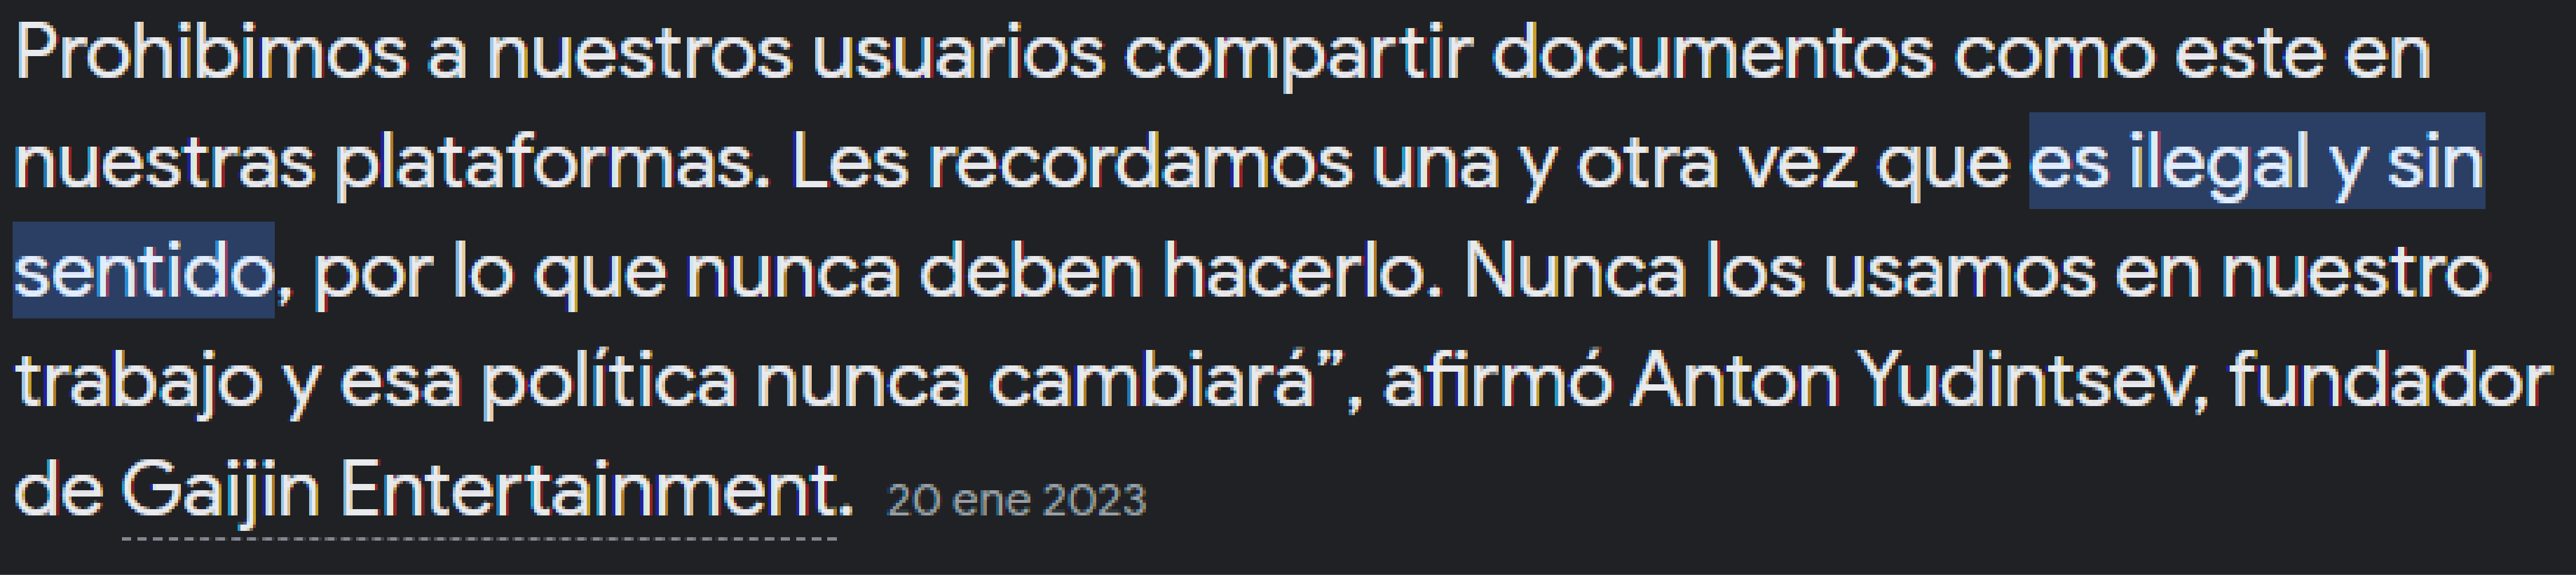 Prohibimos a nuestros usuarios compartir documentos como este en
nuestras plataformas. Les recordamos una y otra vez que es ilegal y sin
sentido, por lo que nunca deben hacerlo. Nunca los usamos en nuestro
trabajo y esa política nunca cambiará”, afirmó Anton Yudintsev, fundador
de Gaijin Entertainment. 20 ene 2023